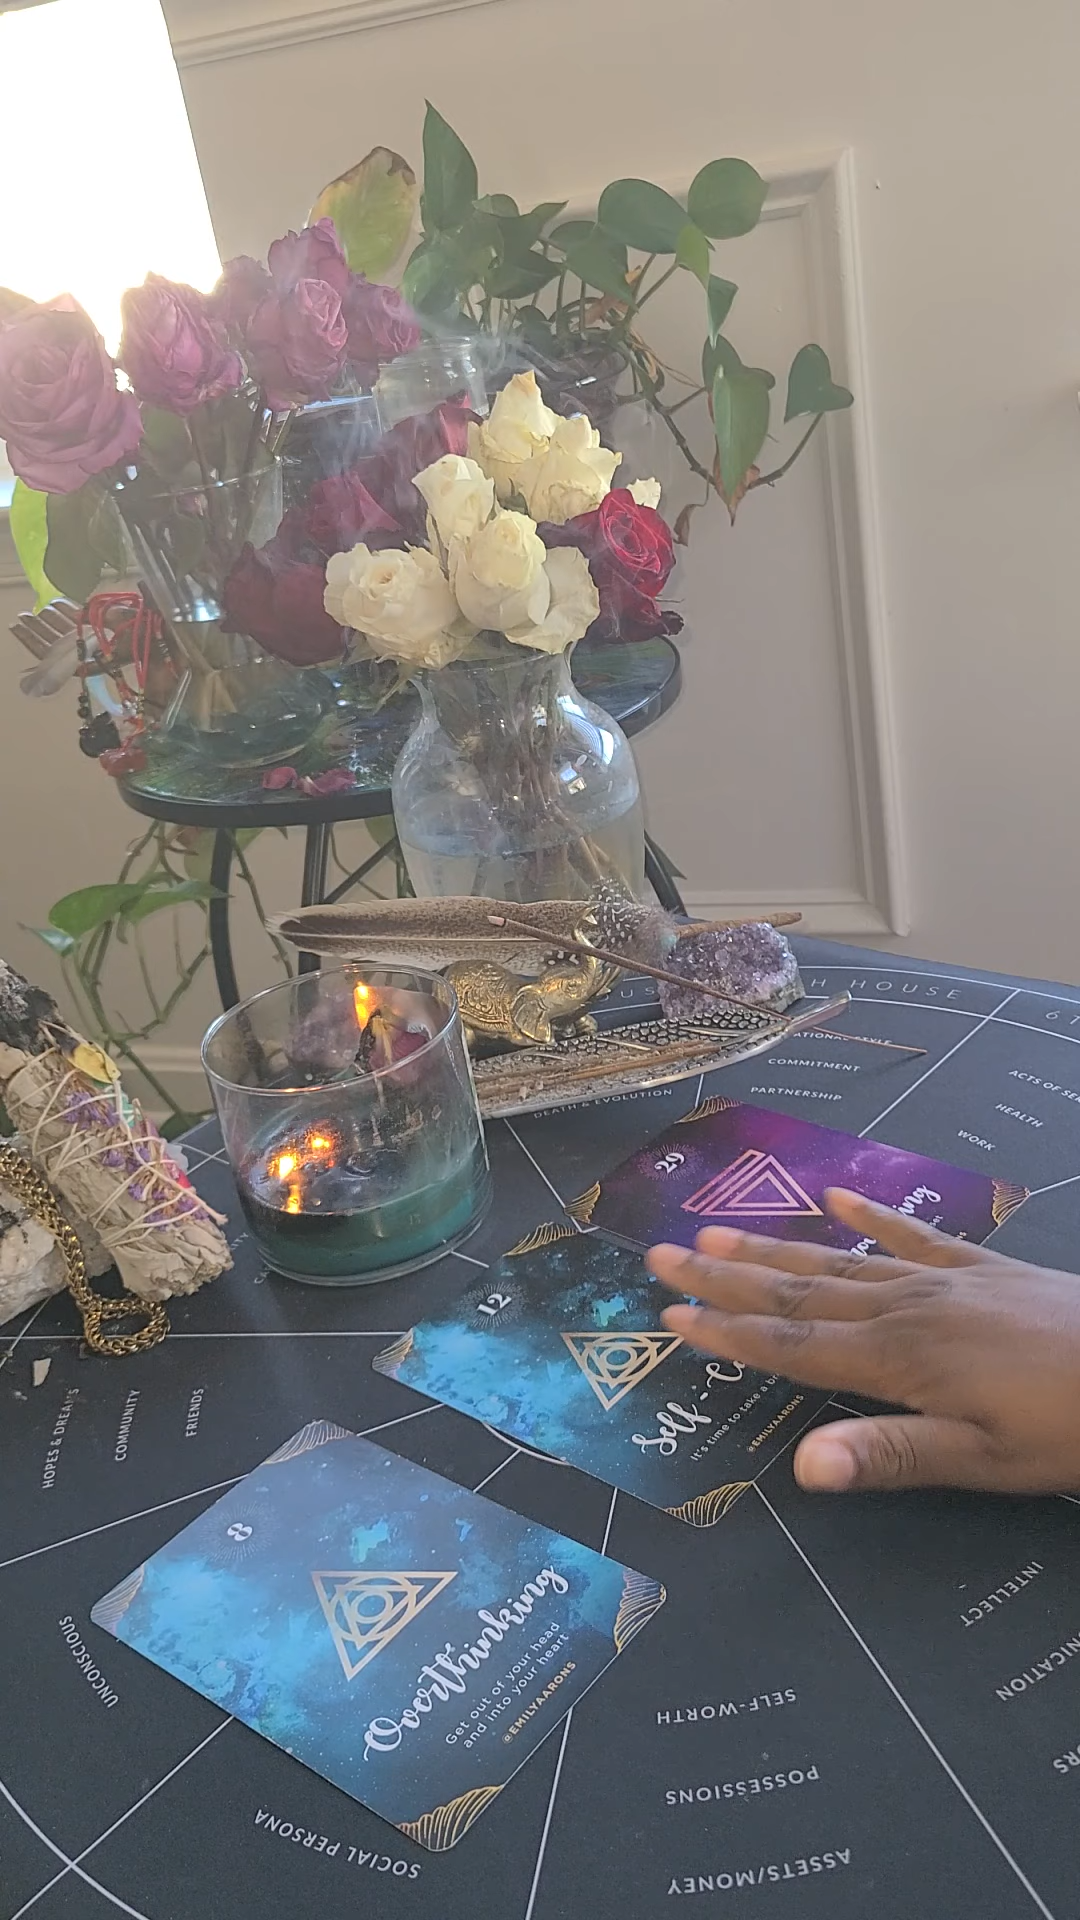 H HOUSE
COMMITMENT
PARTNERSHIP
DEATH & EVOLUTION
HEALTH
WORK
29
12
Self-
It's time to take a
@EMILYAARONS
HOPES & DREAMS
COMMUNITY
FRIENDS
8
Overthinking
Get out of your head
and into your heart
@EMILYAARONS
UNCONSCIOUS
SOCIAL PERSONA
INTELLECT
SELF-WORTH
POSSESSIONS
ASSETS/MONEY